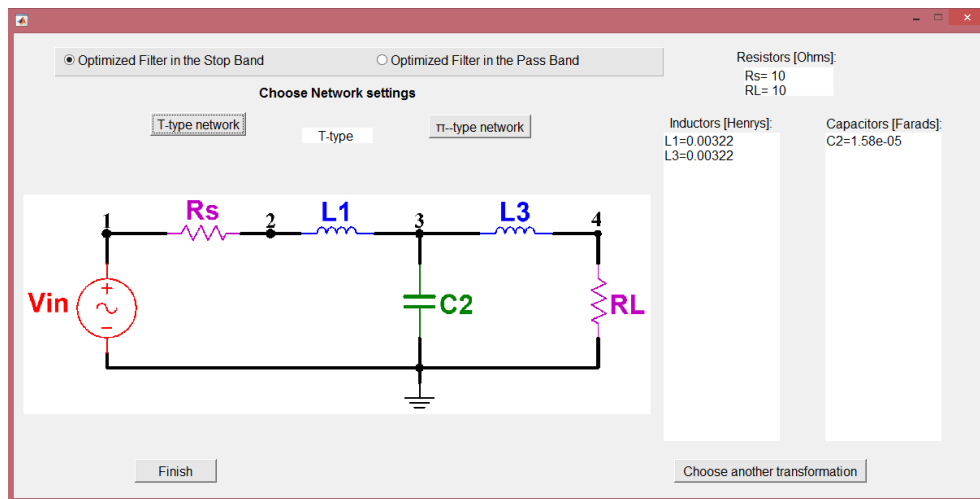 Optimized Filter in the Stop Band
Optimized Filter in the Pass Band
Choose Network settings
T-type network
T-type
π--type network
Resistors [Ohms]:
Rs= 10
RL= 10
Inductors [Henrys]:
L1=0.00322
L3=0.00322
Capacitors [Farads]:
C2=1.58e-05
1
Rs
2
L1
3
L3
4
Vin
C2
RL
Finish
Choose another transformation